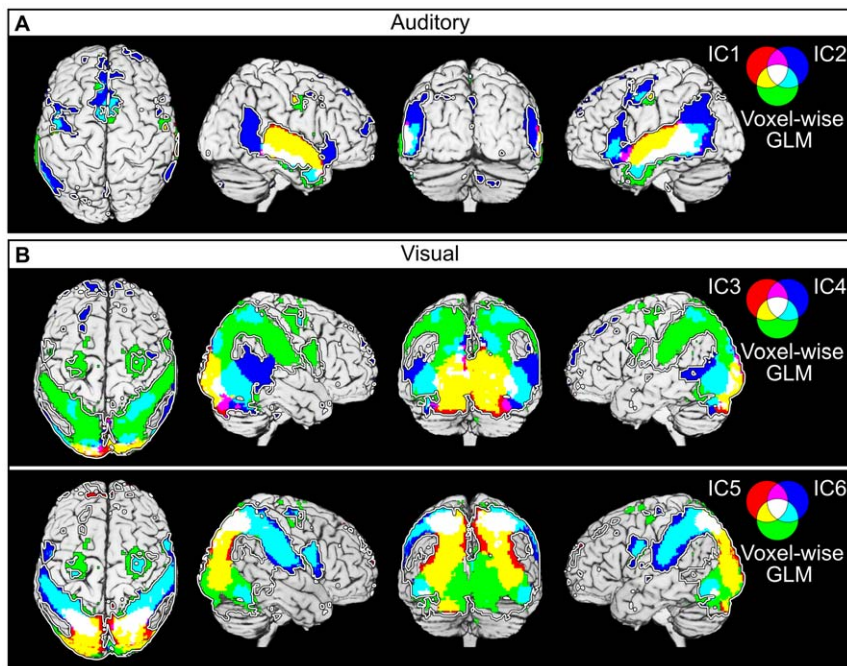 A Auditory
IC1 IC2
Voxel-wise
GLM
B Visual
IC3 IC4
Voxel-wise
GLM
IC5 IC6
Voxel-wise
GLM